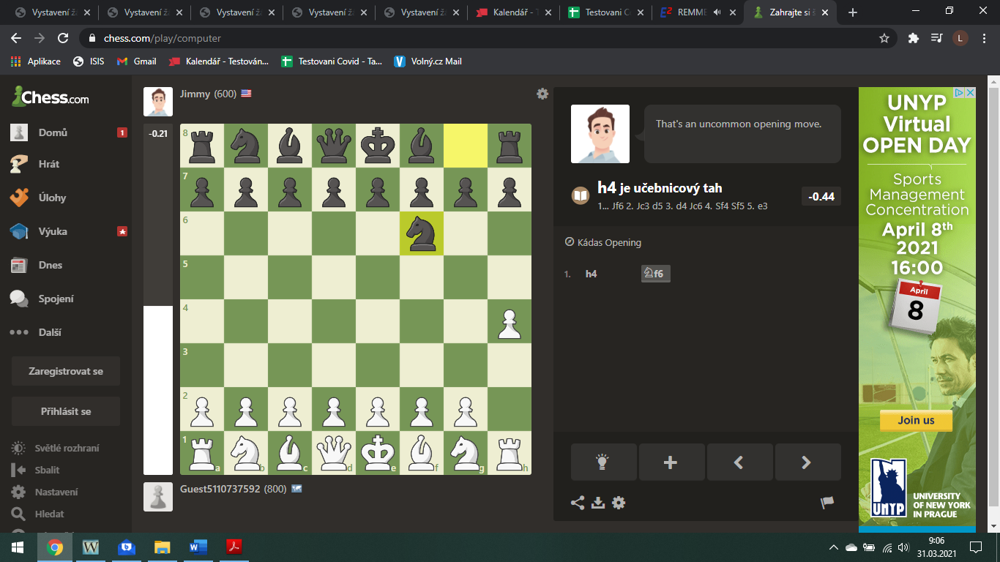 Vystavení ž
Vystavení ž
Vystavení ž
Vystavení ž
Vystavení ž
Kalendář - T
Testovani C
REMME
Zahrajte si š
chess.com/play/computer
L
Aplikace
ISIS
Gmail
Kalendář - Testován...
Testovani Covid - Ta...
Volný.cz Mail
Chess.com
Domů
1
Hrát
Úlohy
Výuka
Dnes
Spojení
Další
Zaregistrovat se
Přihlásit se
Světlé rozhraní
Sbalit
Nastavení
Hledat
Jimmy (600)
-0.21
8
7
6
5
4
3
2
1
a
b
c
d
e
f
g
h
Guest5110737592 (800)
That's an uncommon opening move.
h4 je učebnicový tah
-0.44
1... Jf6 2. Jc3 d5 3. d4 Jc6 4. Sf4 Sf5 5. e3
Kádas Opening
1. h4 f6
UNYP
Virtual
OPEN DAY
Sports
Management
Concentration
April 8th
2021
16:00
April
8
Join us
UNYP
UNIVERSITY
OF NEW YORK
IN PRAGUE
9:06
31.03.2021